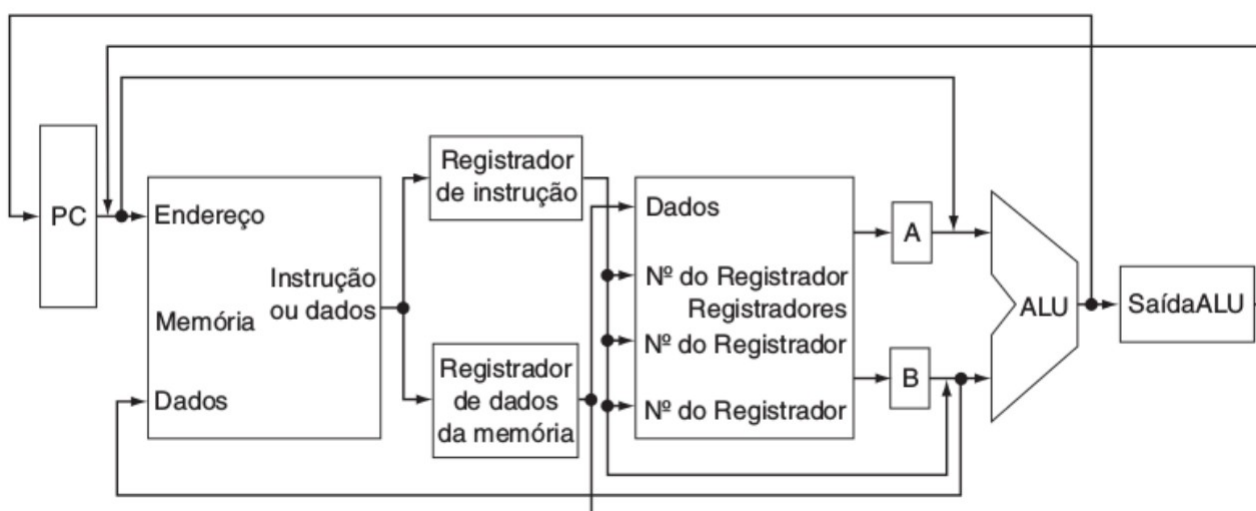 PC
Endereço
Instrução
ou dados
Memória
Dados
Registrador
de instrução
Registrador
de dados
da memória
Dados
Nº do Registrador
Registradores
Nº do Registrador
Nº do Registrador
A
B
ALU
SaídaALU